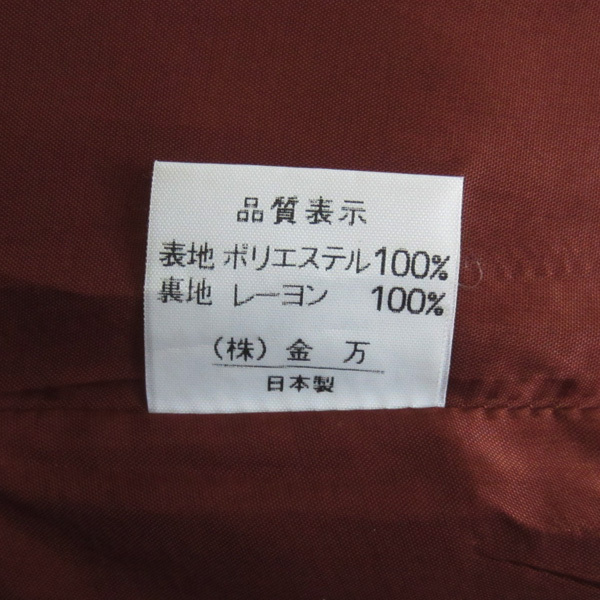 品質表示
表地 ポリエステル100%
裏地 レーヨン 100%
(株) 金 万
日本製